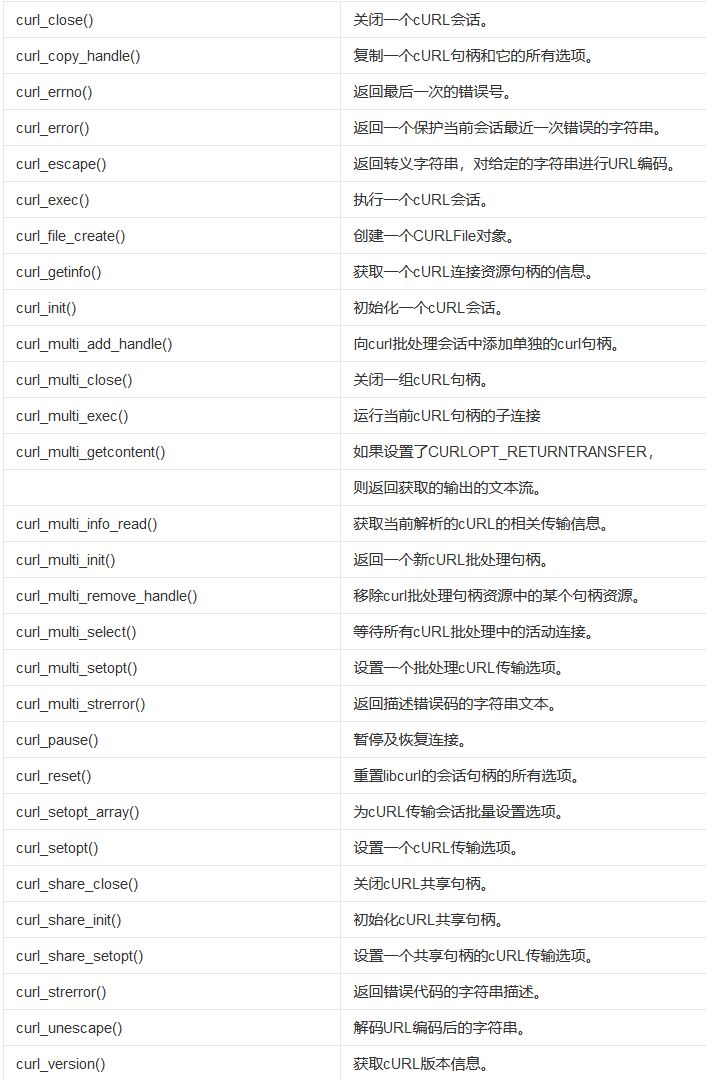 curl_close() 关闭一个cURL会话。
curl_copy_handle() 复制一个cURL句柄和它的所有选项。
curl_errno() 返回最后一次的错误号。
curl_error() 返回一个保护当前会话最近一次错误的字符串。
curl_escape() 返回转义字符串，对给定的字符串进行URL编码。
curl_exec() 执行一个cURL会话。
curl_file_create() 创建一个CURLFile对象。
curl_getinfo() 获取一个cURL连接资源句柄的信息。
curl_init() 初始化一个cURL会话。
curl_multi_add_handle() 向curl批处理会话中添加单独的curl句柄。
curl_multi_close() 关闭一组cURL句柄。
curl_multi_exec() 运行当前cURL句柄的子连接
curl_multi_getcontent() 如果设置了CURLOPT_RETURNTRANSFER，
则返回获取的输出的文本流。
curl_multi_info_read() 获取当前解析的cURL的相关传输信息。
curl_multi_init() 返回一个新cURL批处理句柄。
curl_multi_remove_handle() 移除curl批处理句柄资源中的某个句柄资源。
curl_multi_select() 等待所有cURL批处理中的活动连接。
curl_multi_setopt() 设置一个批处理cURL传输选项。
curl_multi_strerror() 返回描述错误码的字符串文本。
curl_pause() 暂停及恢复连接。
curl_reset() 重置libcurl的会话句柄的所有选项。
curl_setopt_array() 为cURL传输会话批量设置选项。
curl_setopt() 设置一个cURL传输选项。
curl_share_close() 关闭cURL共享句柄。
curl_share_init() 初始化cURL共享句柄。
curl_share_setopt() 设置一个共享句柄的cURL传输选项。
curl_strerror() 返回错误代码的字符串描述。
curl_unescape() 解码URL编码后的字符串。
curl_version() 获取cURL版本信息。